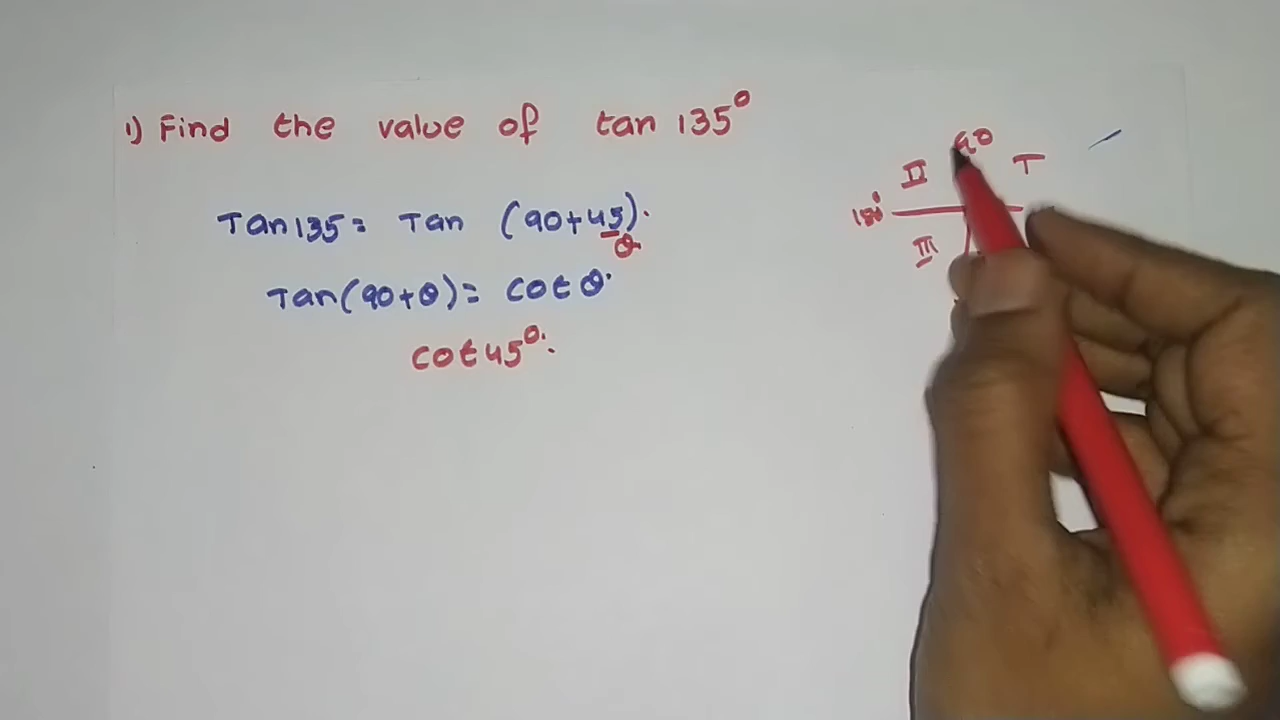 1) Find the value of tan 135°
Tan 135 = Tan (90+45).
θ
Tan(90+θ) = cot θ.
cot 45°.
90
II
I
180°
III